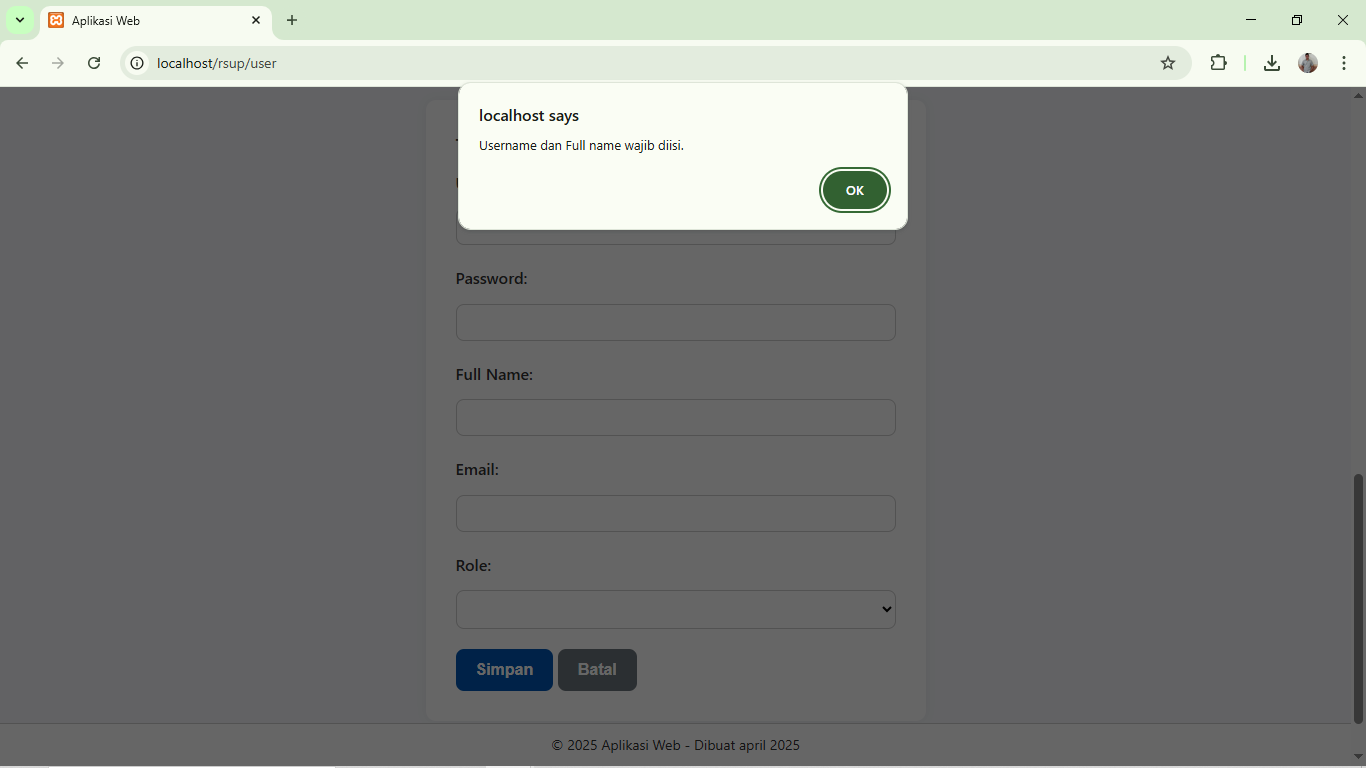 Aplikasi Web
localhost/rsup/user
localhost says
Username dan Full name wajib diisi.
OK
Password:
Full Name:
Email:
Role:
Simpan Batal
© 2025 Aplikasi Web - Dibuat april 2025